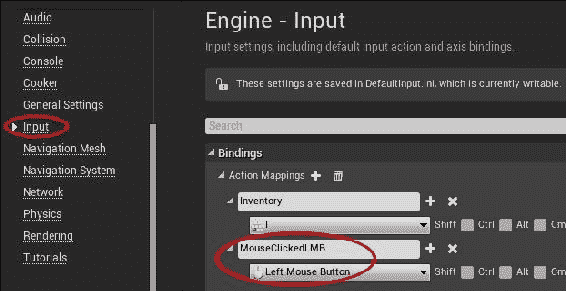 Audio
Collision
Console
Cooker
General Settings
Input
Navigation Mesh
Navigation System
Network
Physics
Rendering
Tutorials
Engine - Input
Input settings, including default input action and axis bindings.
These settings are saved in DefaultInput.ini, which is currently writable.
Search
Bindings
Action Mappings
Inventory
I Shift Ctrl Alt Cm
MouseClickedLMB
Left Mouse Button Shift Ctrl Alt Cm